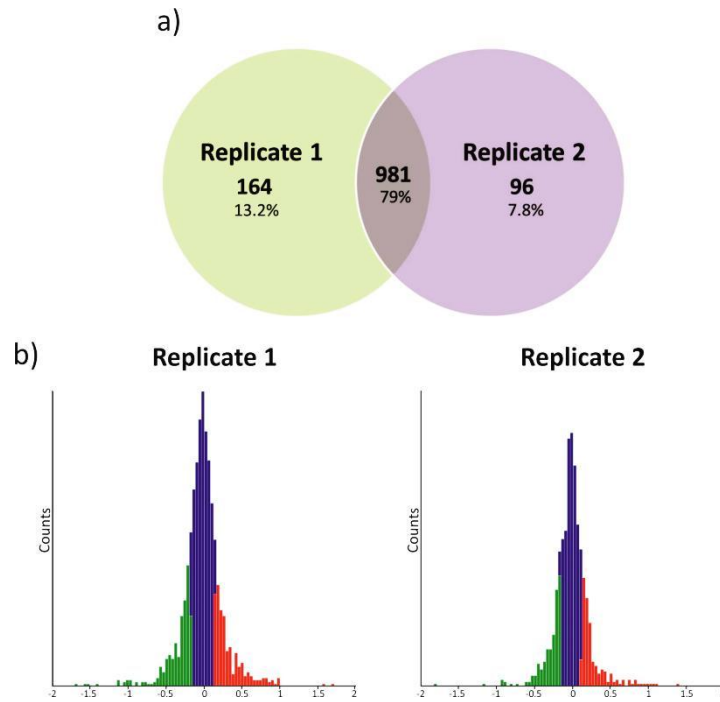 a)
Replicate 1
164
13.2%
981
79%
Replicate 2
96
7.8%
b)
Replicate 1
Replicate 2
Counts
-2 -1.5 -1 -0.5 0 0.5 1 1.5 2
Counts
-2 -1.5 -1 -0.5 0 0.5 1 1.5